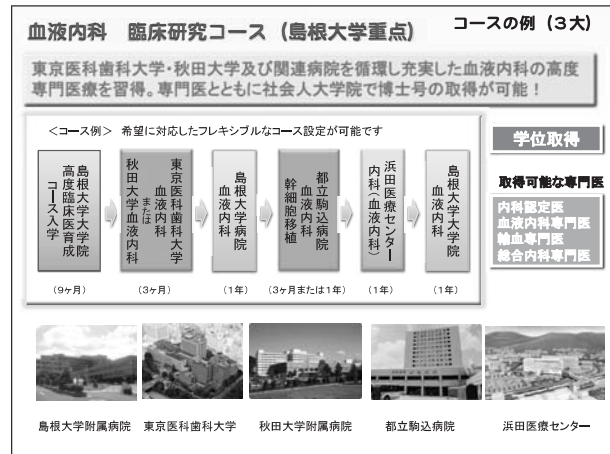 血液内科 臨床研究コース（島根大学重点）
コースの例（３大）
東京医科歯科大学・秋田大学及び関連病院を循環し充実した血液内科の高度
専門医療を習得。専門医とともに社会人大学院で博士号の取得が可能！
＜コース例＞ 希望に対応したフレキシブルなコース設定が可能です
島根大学大学院
高度臨床医育成
コース入学
（9ヶ月）
東京医科歯科大学
血液内科
または
秋田大学血液内科
（3ヶ月）
島根大学病院
血液内科
（1年）
都立駒込病院
血液内科
幹細胞移植
（3ヶ月または1年）
浜田医療センター
内科（血液内科）
（1年）
島根大学大学院
血液内科
（1年）
学位取得
取得可能な専門医
内科認定医
血液内科専門医
輸血専門医
総合内科専門医
島根大学附属病院
東京医科歯科大学
秋田大学附属病院
都立駒込病院
浜田医療センター